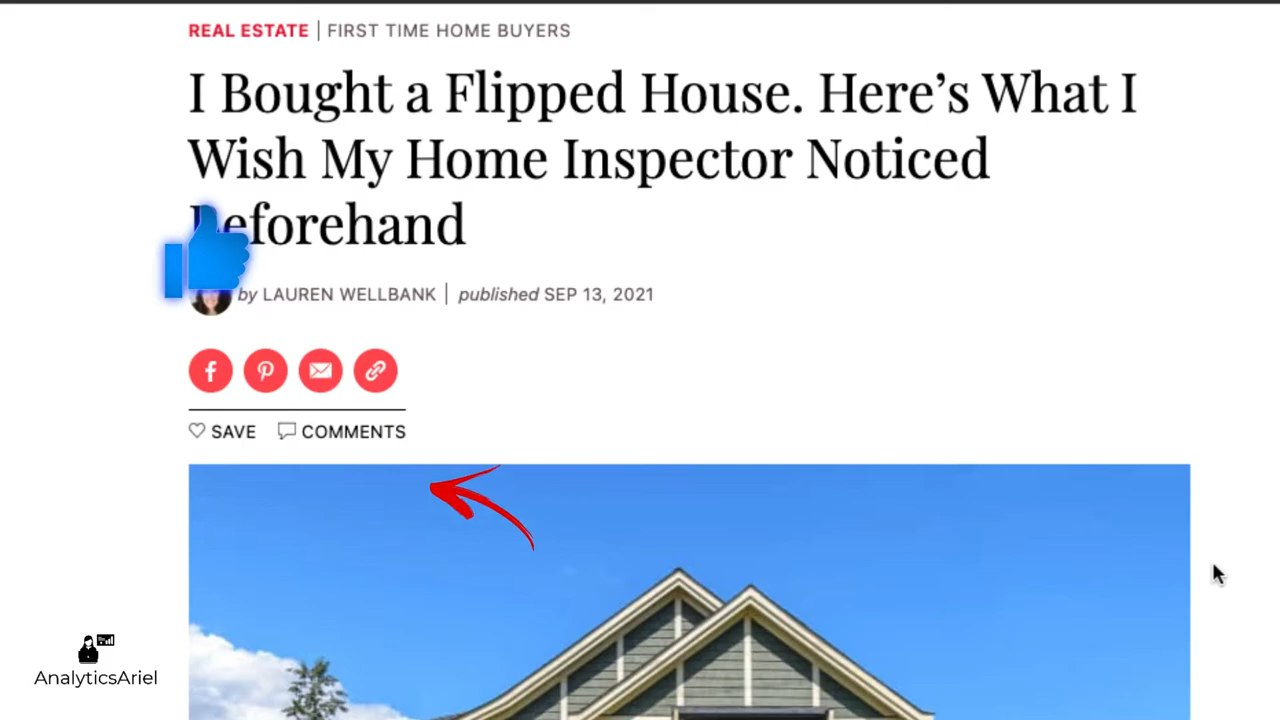 REAL ESTATE | FIRST TIME HOME BUYERS
I Bought a Flipped House. Here's What I
Wish My Home Inspector Noticed
Beforehand
by LAUREN WELLBANK | published SEP 13, 2021
SAVE COMMENTS
AnalyticsAriel